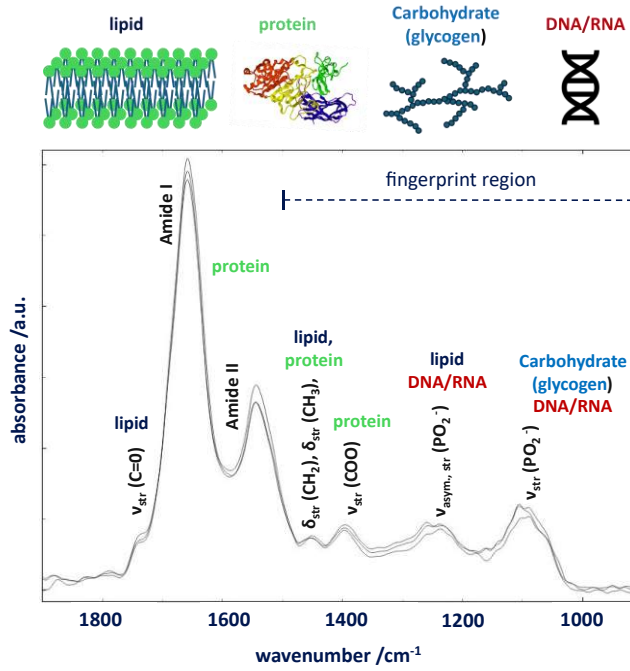 lipid
protein
Carbohydrate
(glycogen)
DNA/RNA
fingerprint region
Amide I
protein
Amide II
lipid
ν str (C=0)
lipid,
protein
δstr (CH2), δstr (CH3),
protein
νstr (COO)
lipid
DNA/RNA
νasym., str (PO2-)
Carbohydrate
(glycogen)
DNA/RNA
νstr (PO2-)
absorbance /a.u.
1800
1600
1400
1200
1000
wavenumber /cm-1